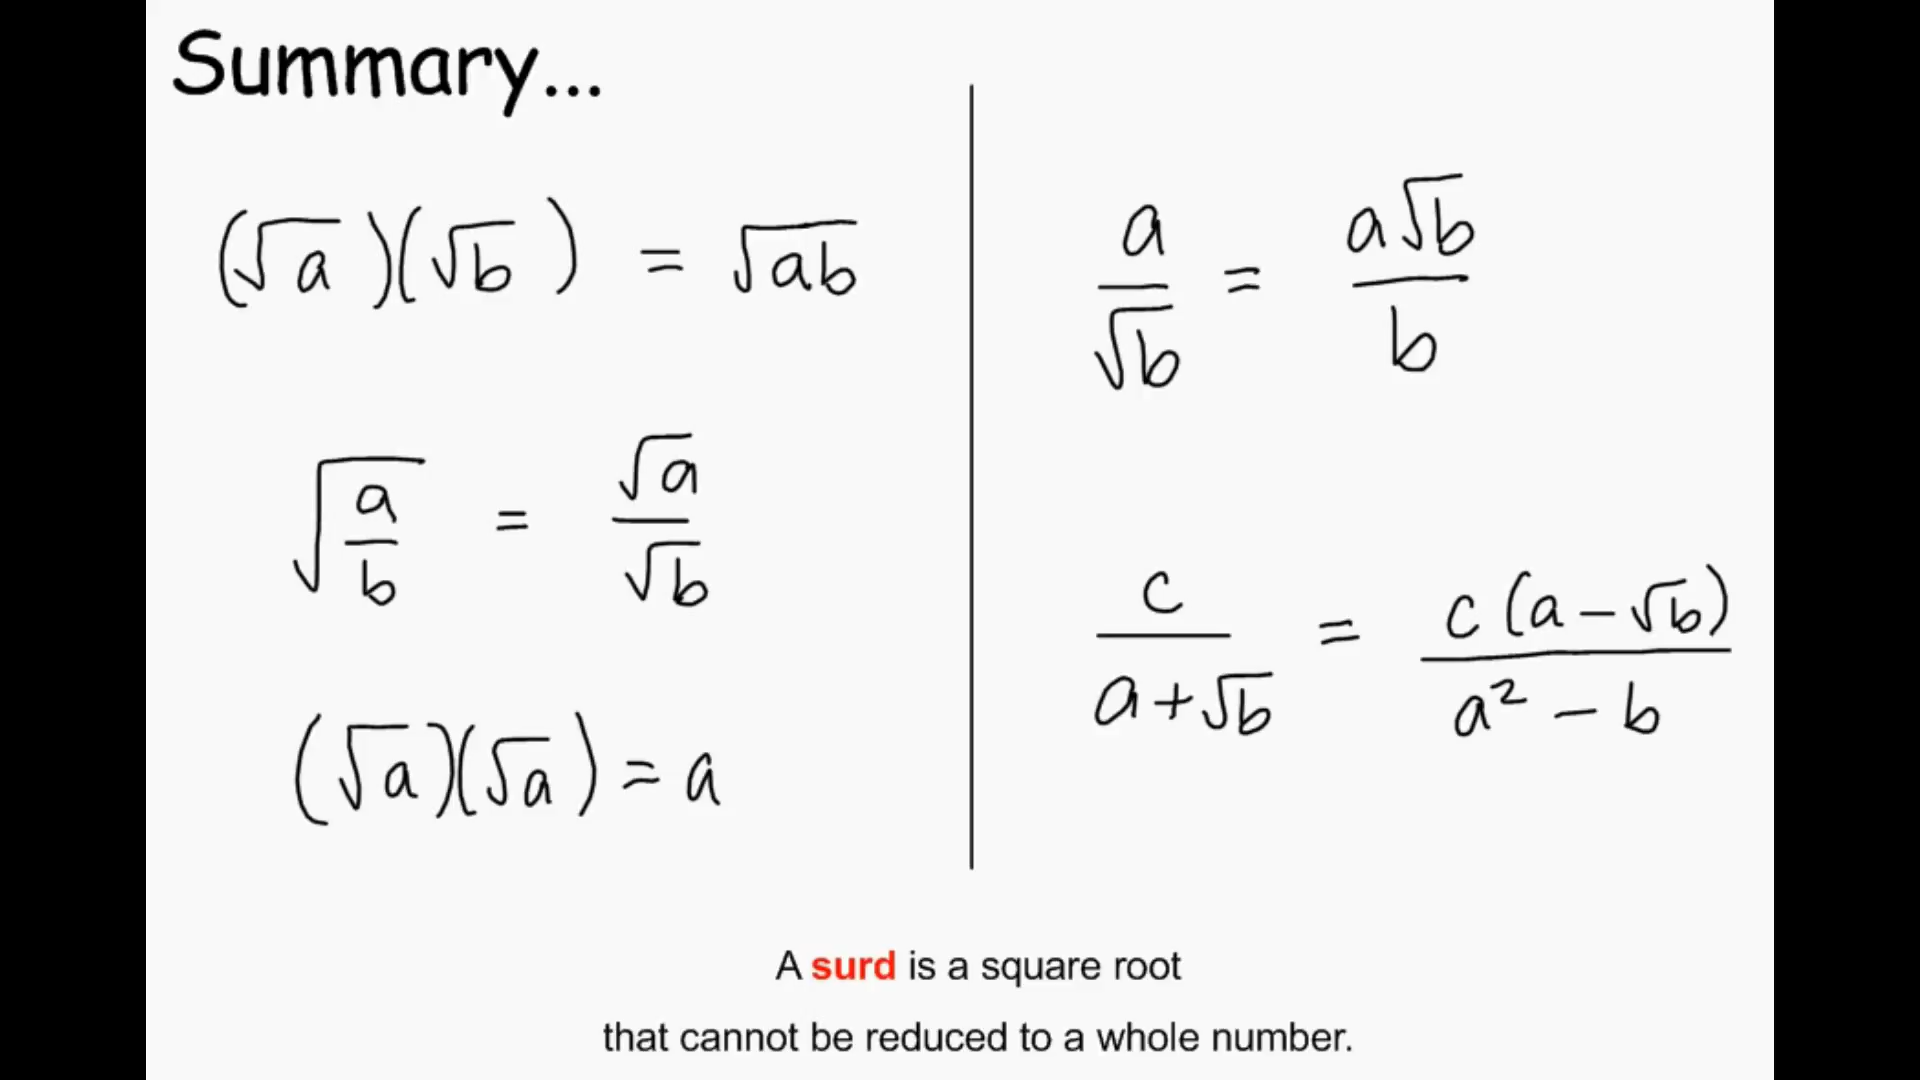 Summary...
(√a)(√b) = √ab
√(a/b) = √a/√b
(√a)(√a) = a
a/√b = a√b/b
c/(a+√b) = c(a-√b)/(a² - b)
A surd is a square root
that cannot be reduced to a whole number.